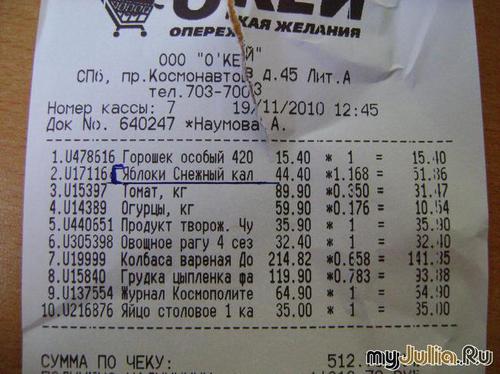 О'КЕЙ
ЖАЯ ЖЕЛАНИЯ
ООО "О'КЕЙ"
СПб, пр.Космонавтов д.45 Лит.А
тел.703-7003
Номер кассы: 7 19/11/2010 12:45
Док No. 640247 *Наумова А.
1.U478616 Горошек особый 420 15.40 * 1 = 15.40
2.U17116 Яблоки Снежный кал 44.40 *1.168 = 51.86
3.U15397 Томат, кг 89.90 *0.350 = 31.47
4.U14389 Огурцы, кг 59.90 *0.176 = 10.54
5.U440651 Продукт творож. Чу 35.90 * 1 = 35.90
6.U305398 Овощное рагу 4 сез 32.40 * 1 = 32.40
7.U19999 Колбаса вареная До 214.82 *0.658 = 141.35
8.U15840 Грудка цыпленка фа 119.90 *0.783 = 93.88
9.U137554 Журнал Космополите 64.90 * 1 = 64.90
10.U216876 Яйцо столовое 1 ка 35.00 * 1 = 35.00
СУММА ПО ЧЕКУ: 512.
myJulia.Ru